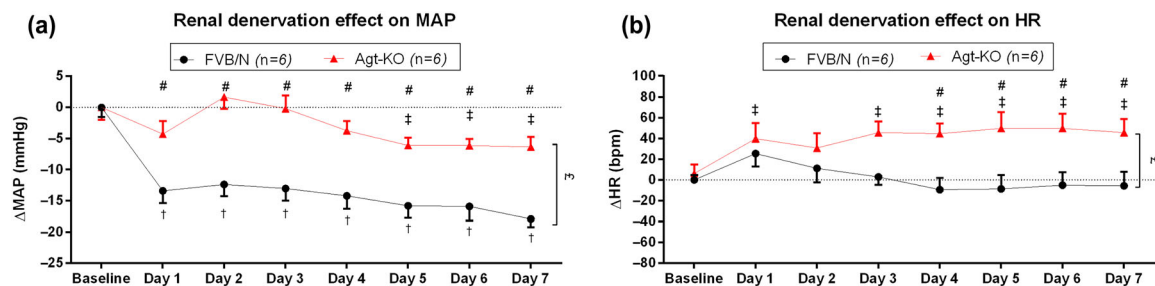 (a)
Renal denervation effect on MAP
FVB/N (n=6) Agt-KO (n=6)
# # # # # # #
‡ ‡ ‡
† † † † † † †
5
0
−5
−10
−15
−20
−25
ΔMAP (mmHg)
Baseline Day 1 Day 2 Day 3 Day 4 Day 5 Day 6 Day 7
(b)
Renal denervation effect on HR
FVB/N (n=6) Agt-KO (n=6)
# # # #
‡ ‡ ‡ ‡ ‡ ‡
100
80
60
40
20
0
−20
−40
−60
−80
ΔHR (bpm)
Baseline Day 1 Day 2 Day 3 Day 4 Day 5 Day 6 Day 7